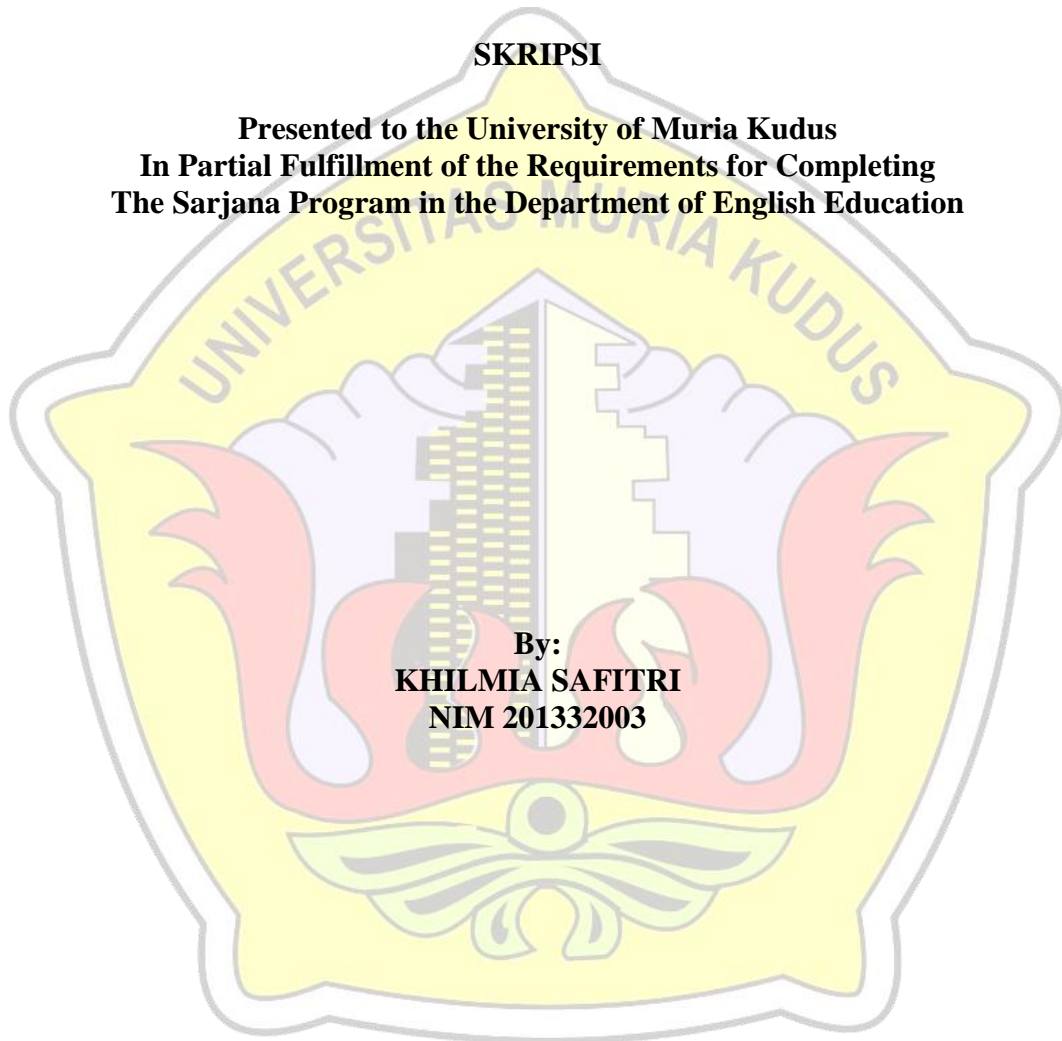 SKRIPSI
Presented to the University of Muria Kudus
In Partial Fulfillment of the Requirements for Completing
The Sarjana Program in the Department of English Education
UNIVERSITAS MURIA KUDUS
By:
KHILMIA SAFITRI
NIM 201332003